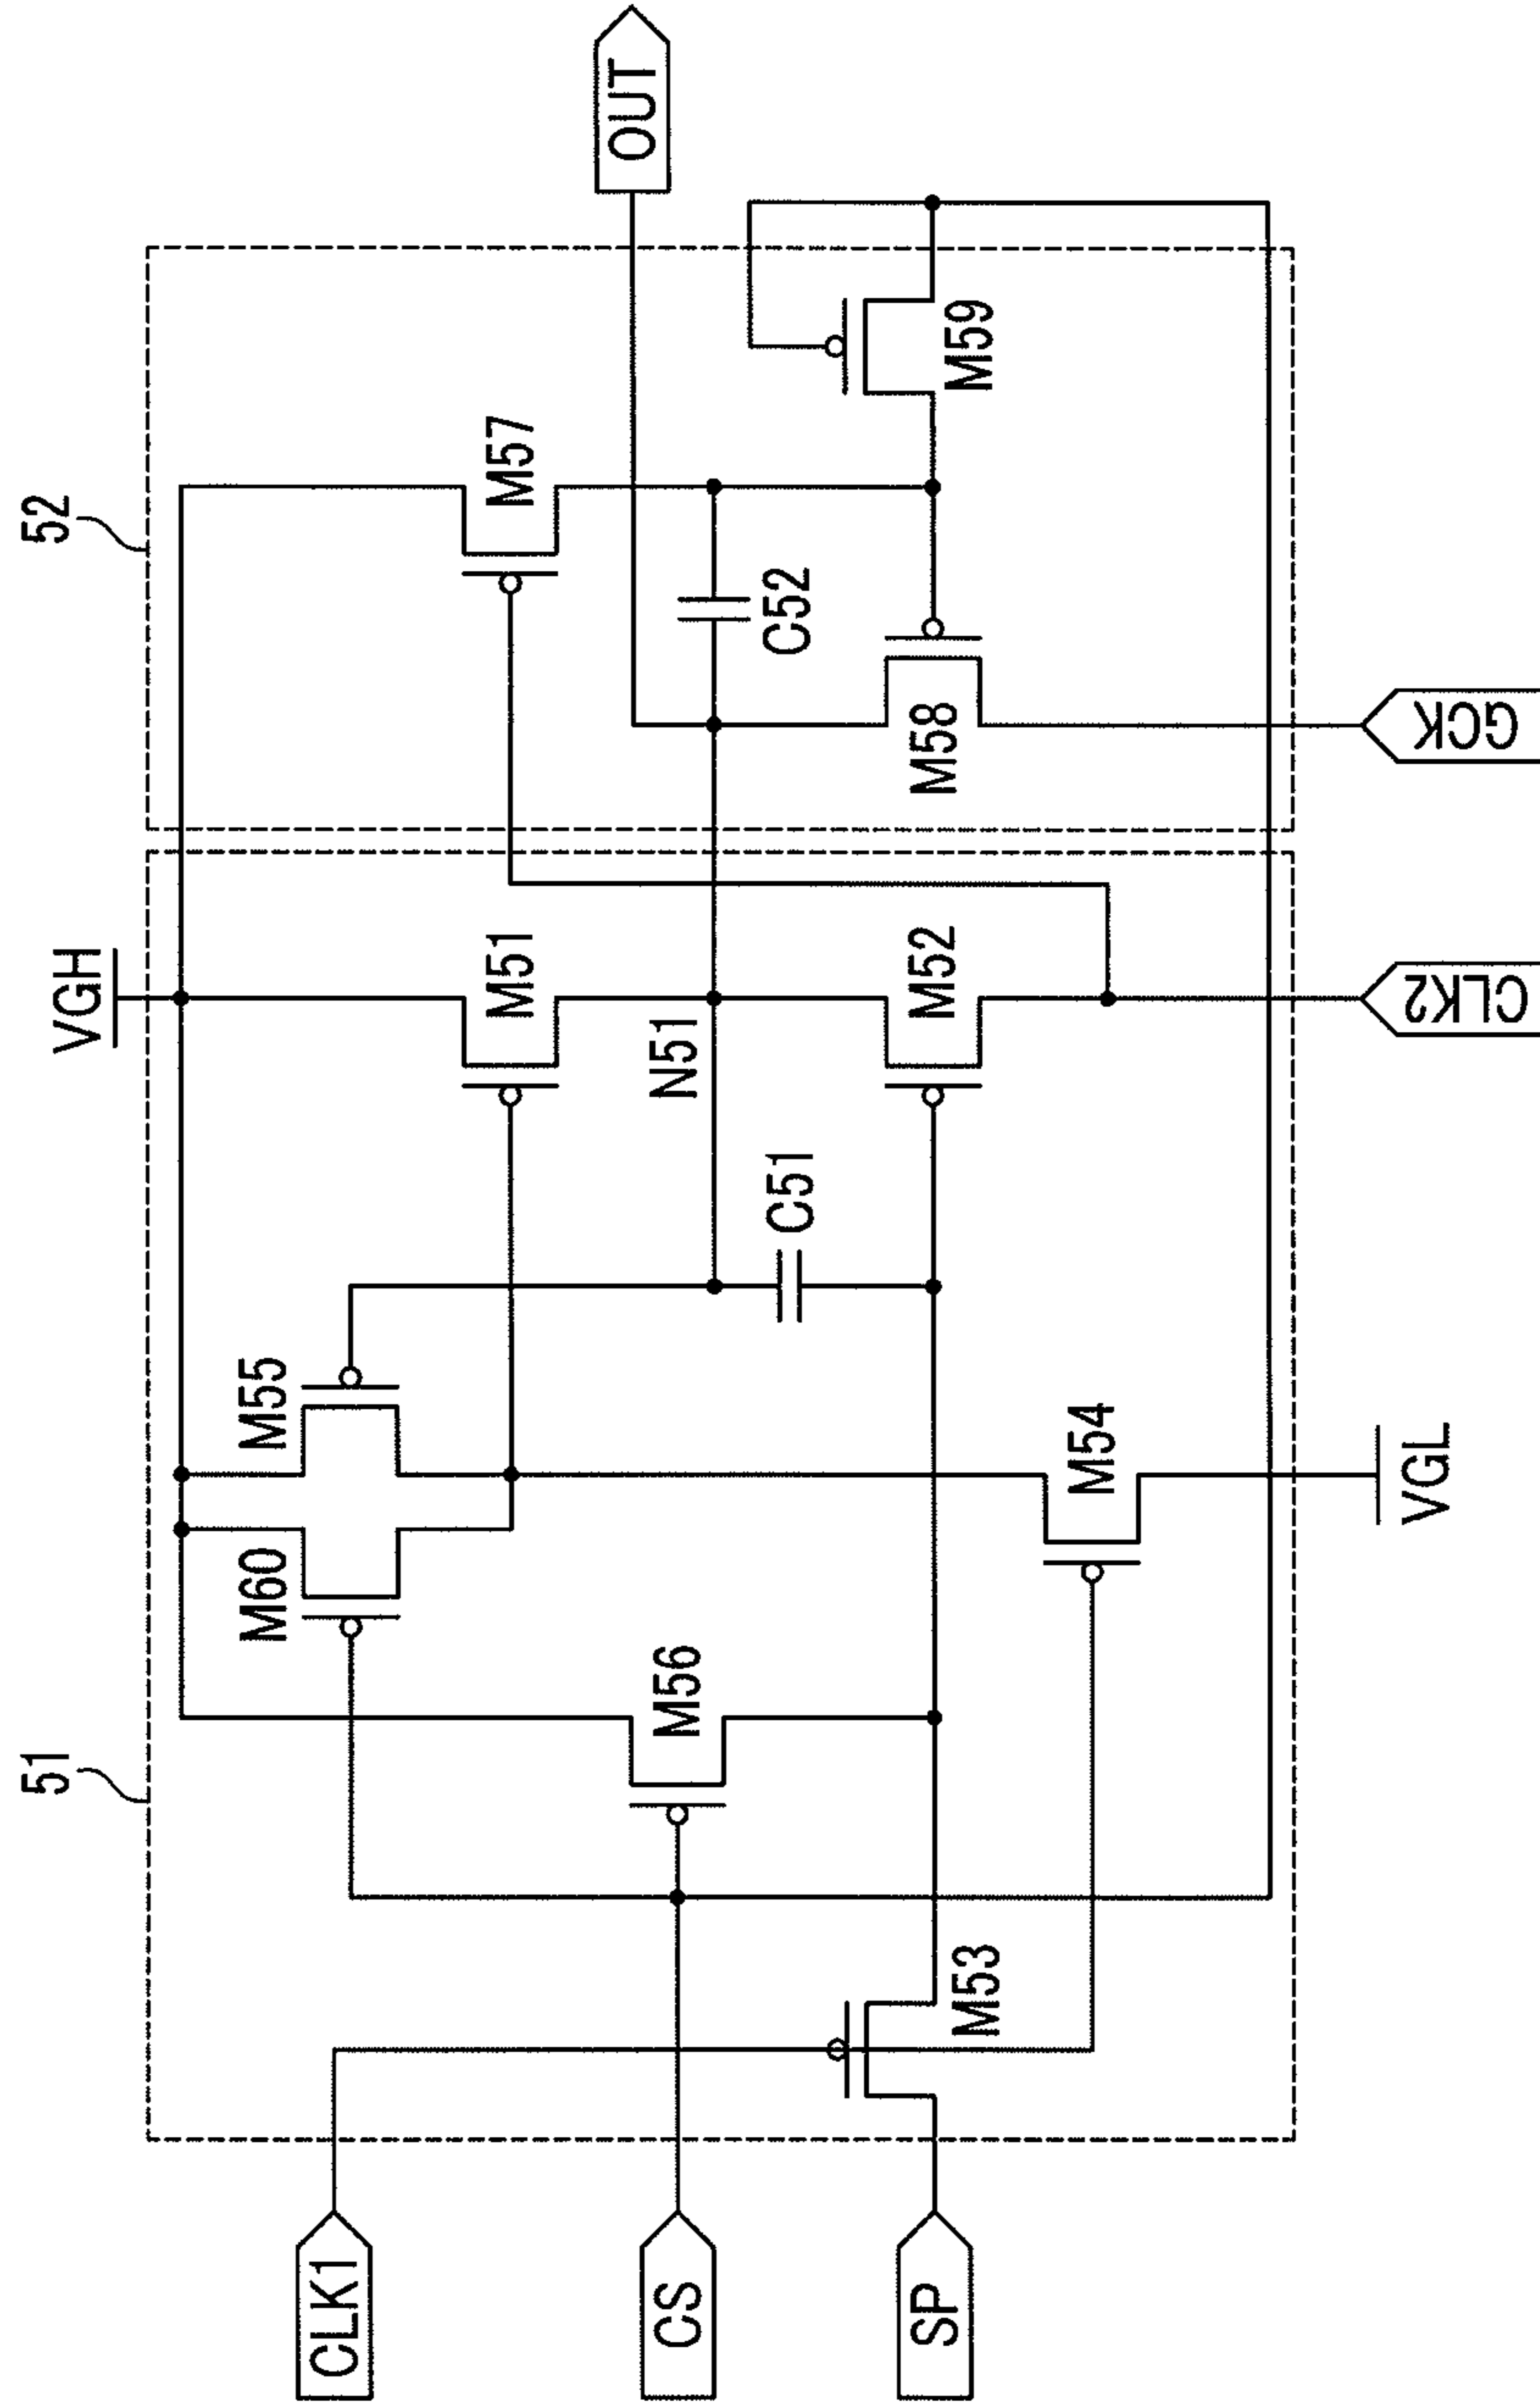 51
52
VGH
M60
M55
M51
M57
OUT
CLK1
M56
N51
CS
C51
C52
SP
M53
M54
M52
M58
M59
VGL
CLK2
GCK